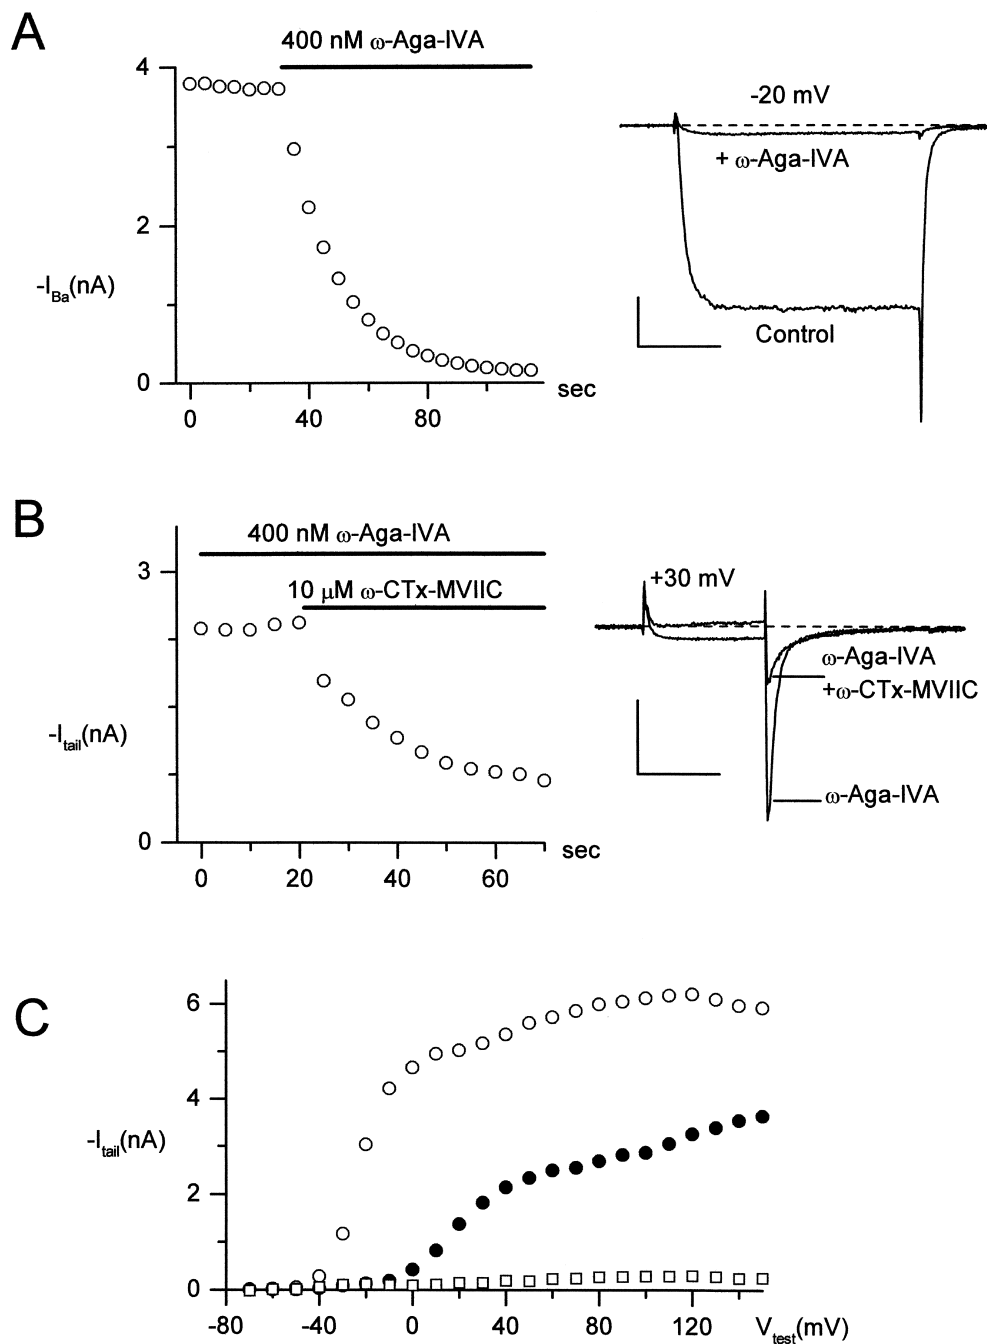 A
400 nM ω-Aga-IVA
4
2
0
-I_Ba(nA)
0
40
80
sec
-20 mV
+ ω-Aga-IVA
Control
B
400 nM ω-Aga-IVA
10 μM ω-CTx-MVIIC
3
0
-I_tail(nA)
0
20
40
60
sec
+30 mV
ω-Aga-IVA
+ω-CTx-MVIIC
ω-Aga-IVA
C
6
4
2
0
-I_tail(nA)
-80
-40
0
40
80
120
V_test(mV)